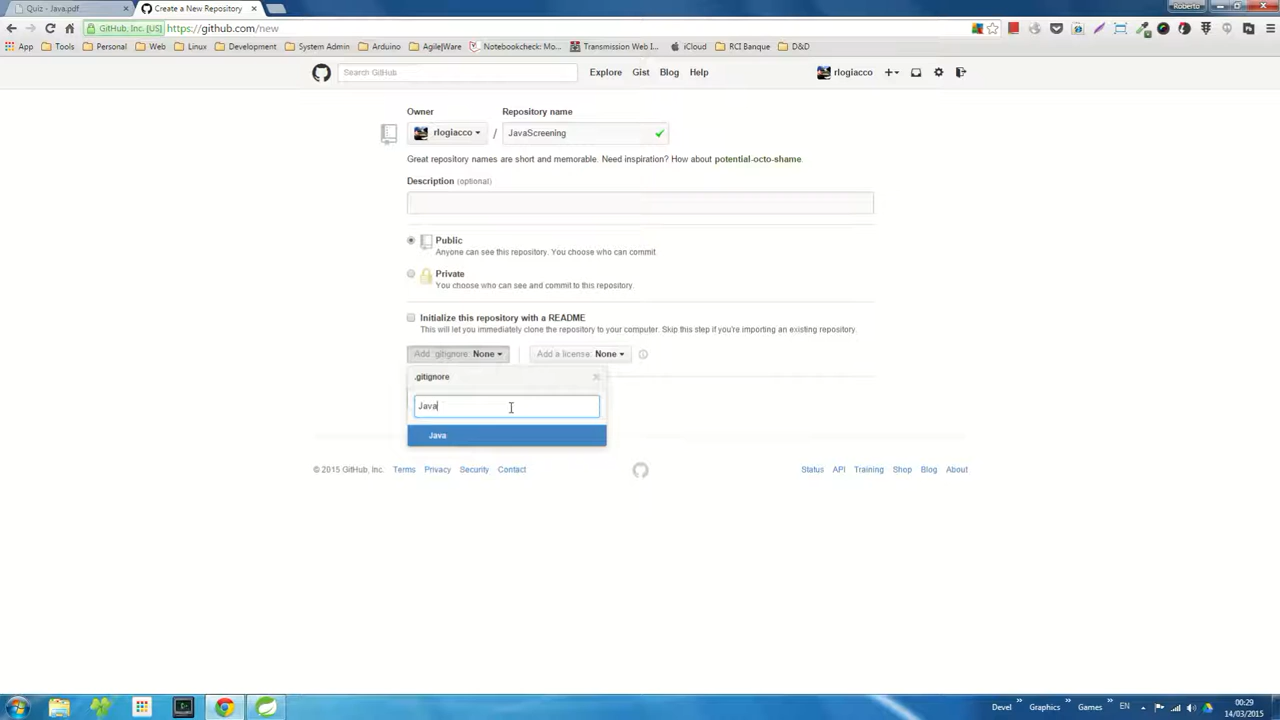 Quiz - Java.pdf
Create a New Repository
Roberto
GitHub, Inc. [US] https://github.com/new
App Tools Personal Web Linux Development System Admin Arduino Agile|Ware Notebookcheck: Mo... Transmission Web I... iCloud RCI Banque D&D
Search GitHub Explore Gist Blog Help rlogiacco
Owner Repository name
rlogiacco / JavaScreening
Great repository names are short and memorable. Need inspiration? How about potential-octo-shame.
Description (optional)
Public
Anyone can see this repository. You choose who can commit
Private
You choose who can see and commit to this repository.
Initialize this repository with a README
This will let you immediately clone the repository to your computer. Skip this step if you're importing an existing repository.
Add .gitignore: None Add a license: None
.gitignore
Java
Java
© 2015 GitHub, Inc. Terms Privacy Security Contact Status API Training Shop Blog About
Devel Graphics Games EN 00:29
14/03/2015